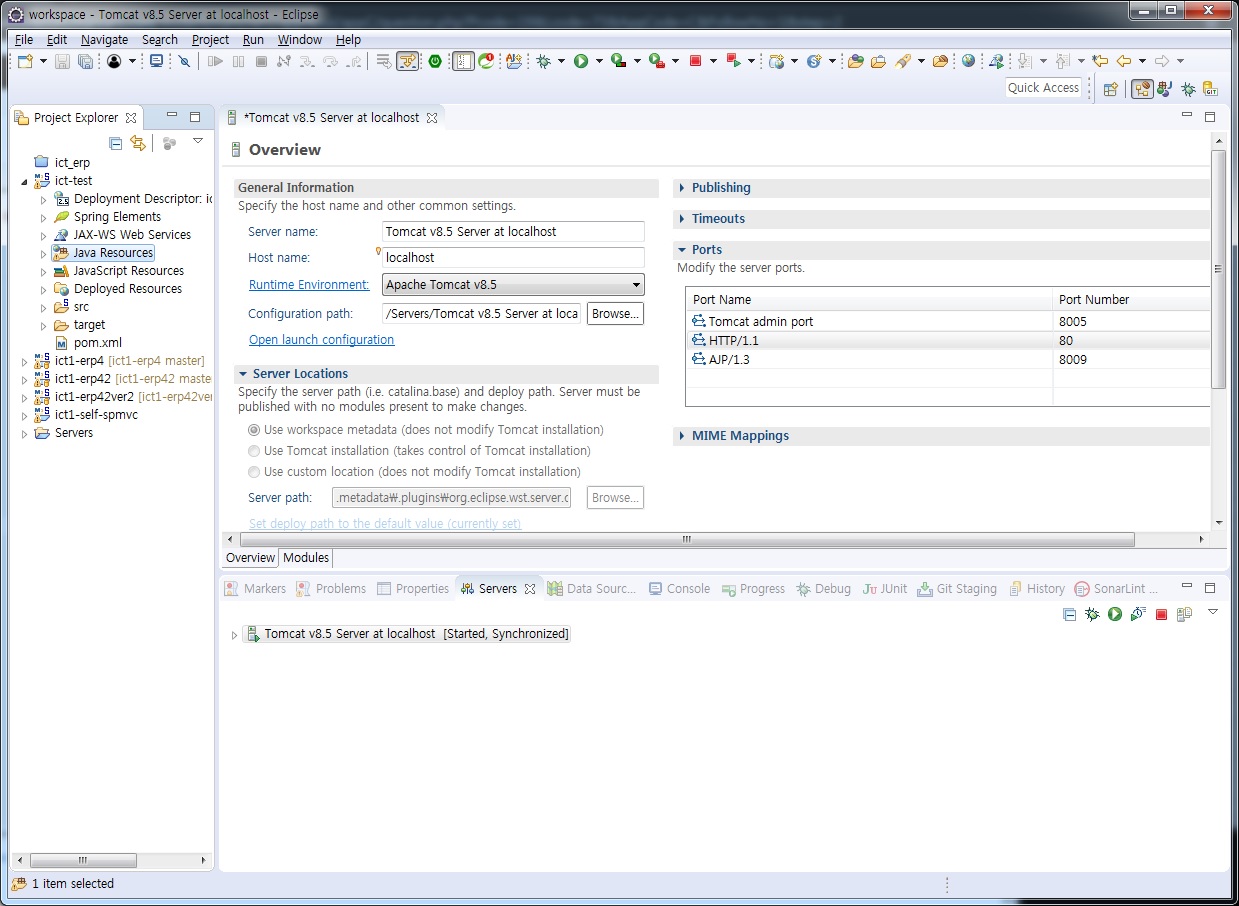 workspace - Tomcat v8.5 Server at localhost - Eclipse
File Edit Navigate Search Project Run Window Help
Quick Access
Project Explorer
ict_erp
ict-test
Deployment Descriptor: ic
Spring Elements
JAX-WS Web Services
Java Resources
JavaScript Resources
Deployed Resources
src
target
pom.xml
ict1-erp4 [ict1-erp4 master]
ict1-erp42 [ict1-erp42 maste
ict1-erp42ver2 [ict1-erp42ver
ict1-self-spmvc
Servers
*Tomcat v8.5 Server at localhost
Overview
General Information
Specify the host name and other common settings.
Server name: Tomcat v8.5 Server at localhost
Host name: localhost
Runtime Environment: Apache Tomcat v8.5
Configuration path: /Servers/Tomcat v8.5 Server at loca Browse...
Open launch configuration
Server Locations
Specify the server path (i.e. catalina.base) and deploy path. Server must be
published with no modules present to make changes.
Use workspace metadata (does not modify Tomcat installation)
Use Tomcat installation (takes control of Tomcat installation)
Use custom location (does not modify Tomcat installation)
Server path: .metadata₩.plugins₩org.eclipse.wst.server.c Browse...
Set deploy path to the default value (currently set)
Publishing
Timeouts
Ports
Modify the server ports.
Port Name Port Number
Tomcat admin port 8005
HTTP/1.1 80
AJP/1.3 8009
MIME Mappings
Overview Modules
Markers Problems Properties Servers Data Sourc... Console Progress Debug JUnit Git Staging History SonarLint ...
Tomcat v8.5 Server at localhost [Started, Synchronized]
1 item selected